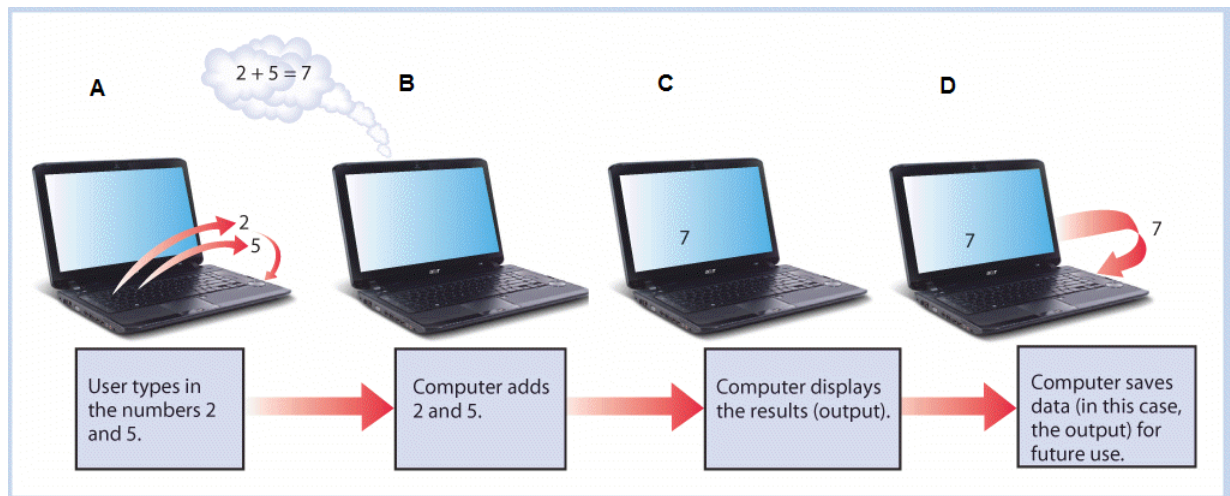 A
2 + 5 = 7
B
C
D
2
5
7
7
7
acer
User types in
the numbers 2
and 5.
Computer adds
2 and 5.
Computer displays
the results (output).
Computer saves
data (in this case,
the output) for
future use.